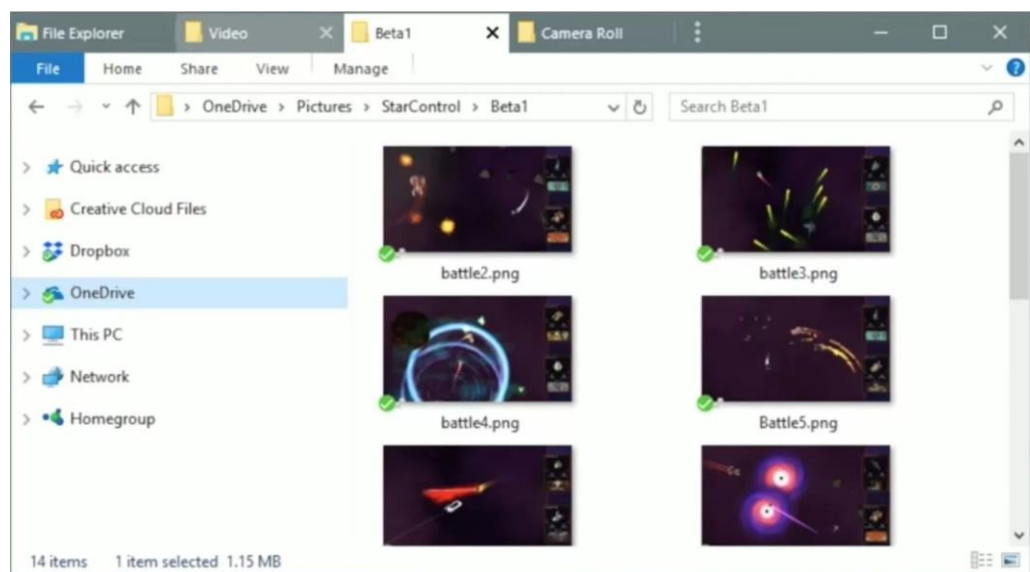 File Explorer Video Beta1 Camera Roll
File Home Share View Manage
> OneDrive > Pictures > StarControl > Beta1 Search Beta1
Quick access
Creative Cloud Files
Dropbox
OneDrive
This PC
Network
Homegroup
battle2.png battle3.png
battle4.png Battle5.png
14 items 1 item selected 1.15 MB